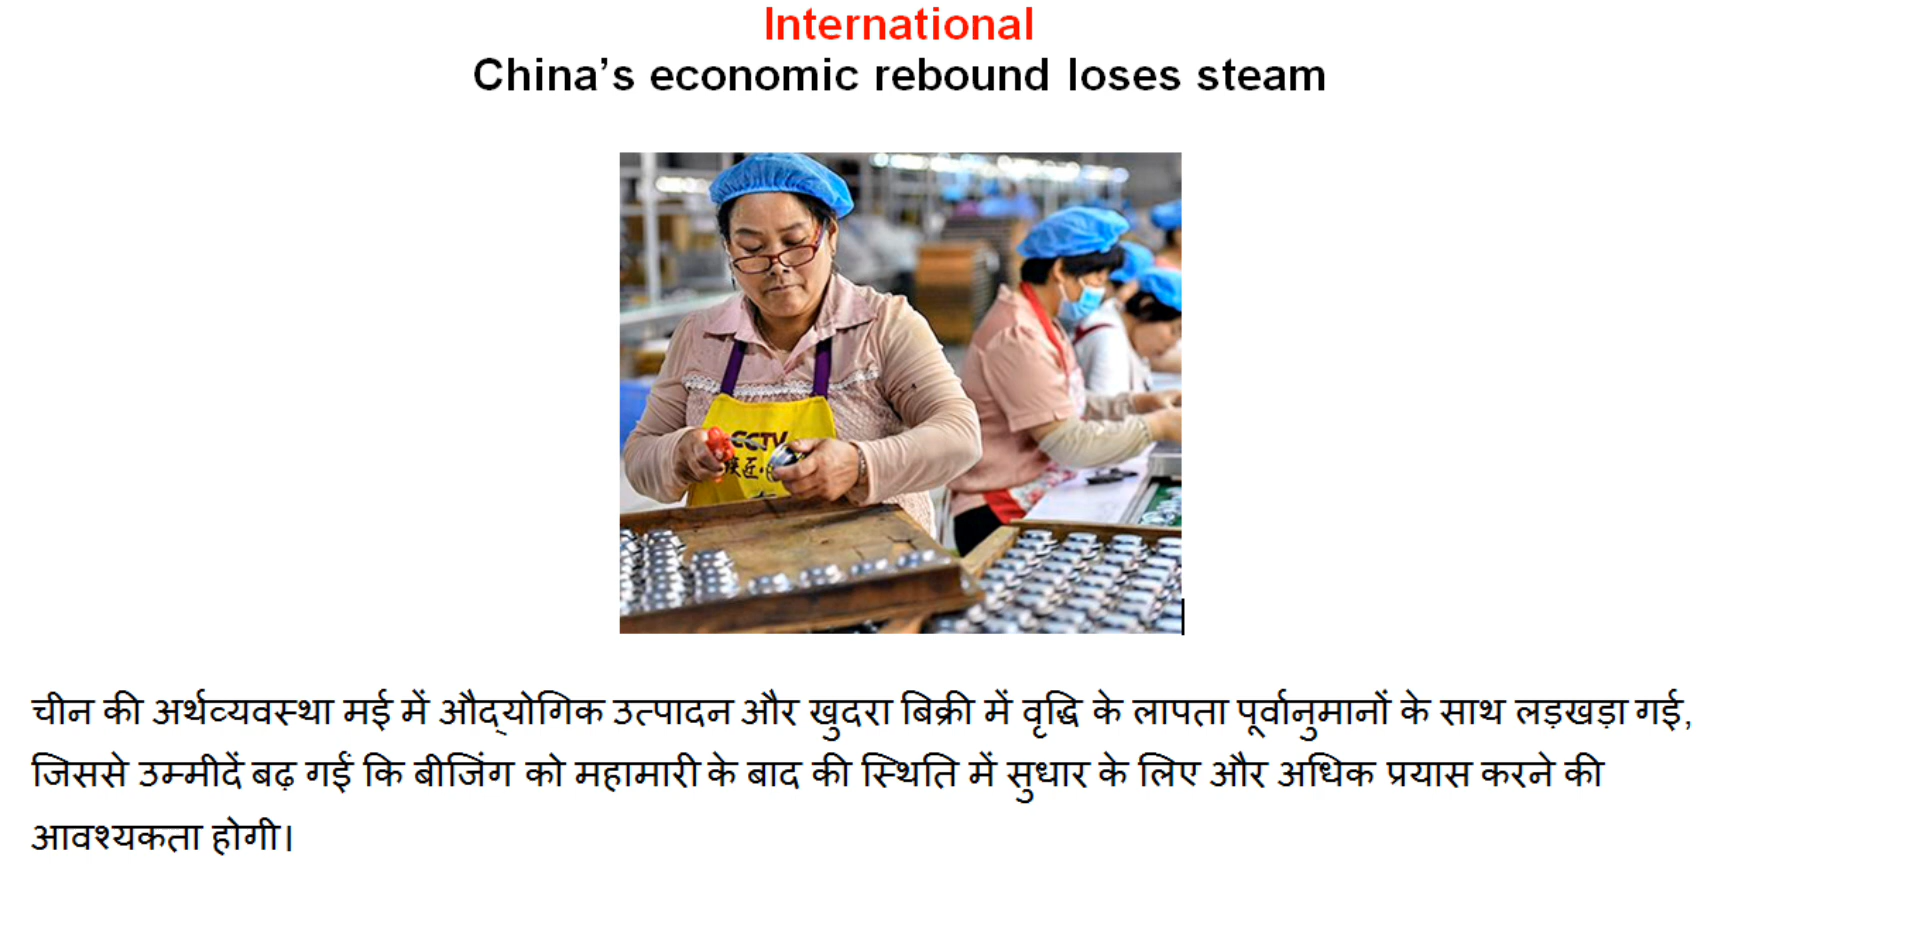 International
China’s economic rebound loses steam
CCTV
चीन की अर्थव्यवस्था मई में औद्योगिक उत्पादन और खुदरा बिक्री में वृद्धि के लापता पूर्वानुमानों के साथ लड़खड़ा गई,
जिससे उम्मीदें बढ़ गईं कि बीजिंग को महामारी के बाद की स्थिति में सुधार के लिए और अधिक प्रयास करने की
आवश्यकता होगी।